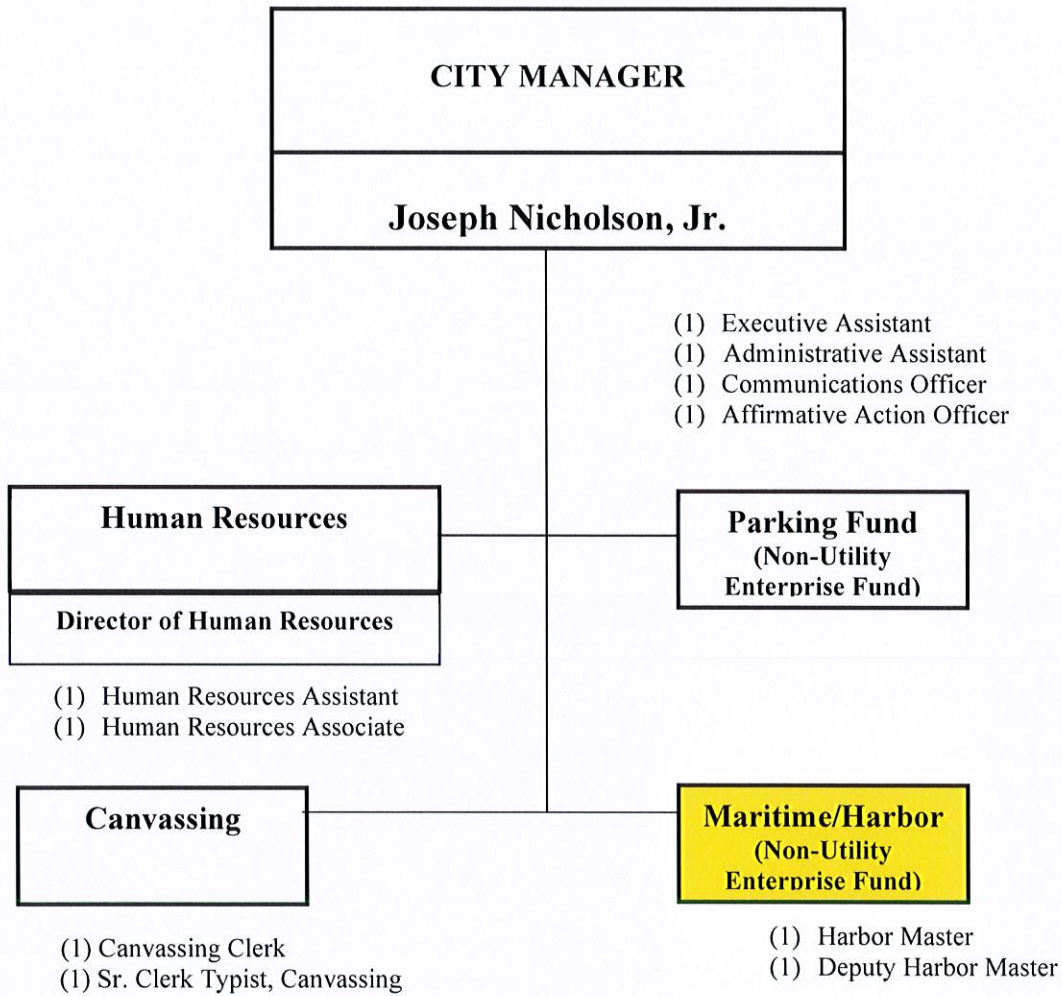 CITY MANAGER
Joseph Nicholson, Jr.
(1) Executive Assistant
(1) Administrative Assistant
(1) Communications Officer
(1) Affirmative Action Officer
Human Resources
Director of Human Resources
(1) Human Resources Assistant
(1) Human Resources Associate
Parking Fund
(Non-Utility
Enterprise Fund)
Canvassing
(1) Canvassing Clerk
(1) Sr. Clerk Typist, Canvassing
Maritime/Harbor
(Non-Utility
Enterprise Fund)
(1) Harbor Master
(1) Deputy Harbor Master